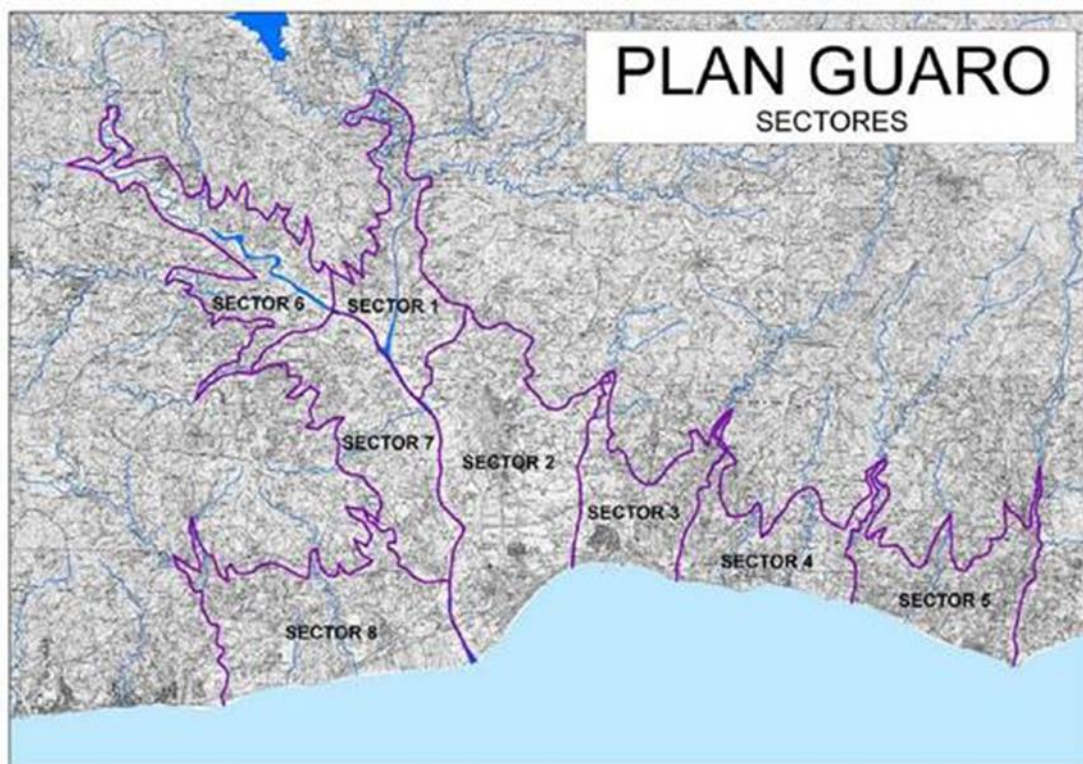 PLAN GUARO
SECTORES
SECTOR 6
SECTOR 1
SECTOR 7
SECTOR 2
SECTOR 3
SECTOR 4
SECTOR 5
SECTOR 8